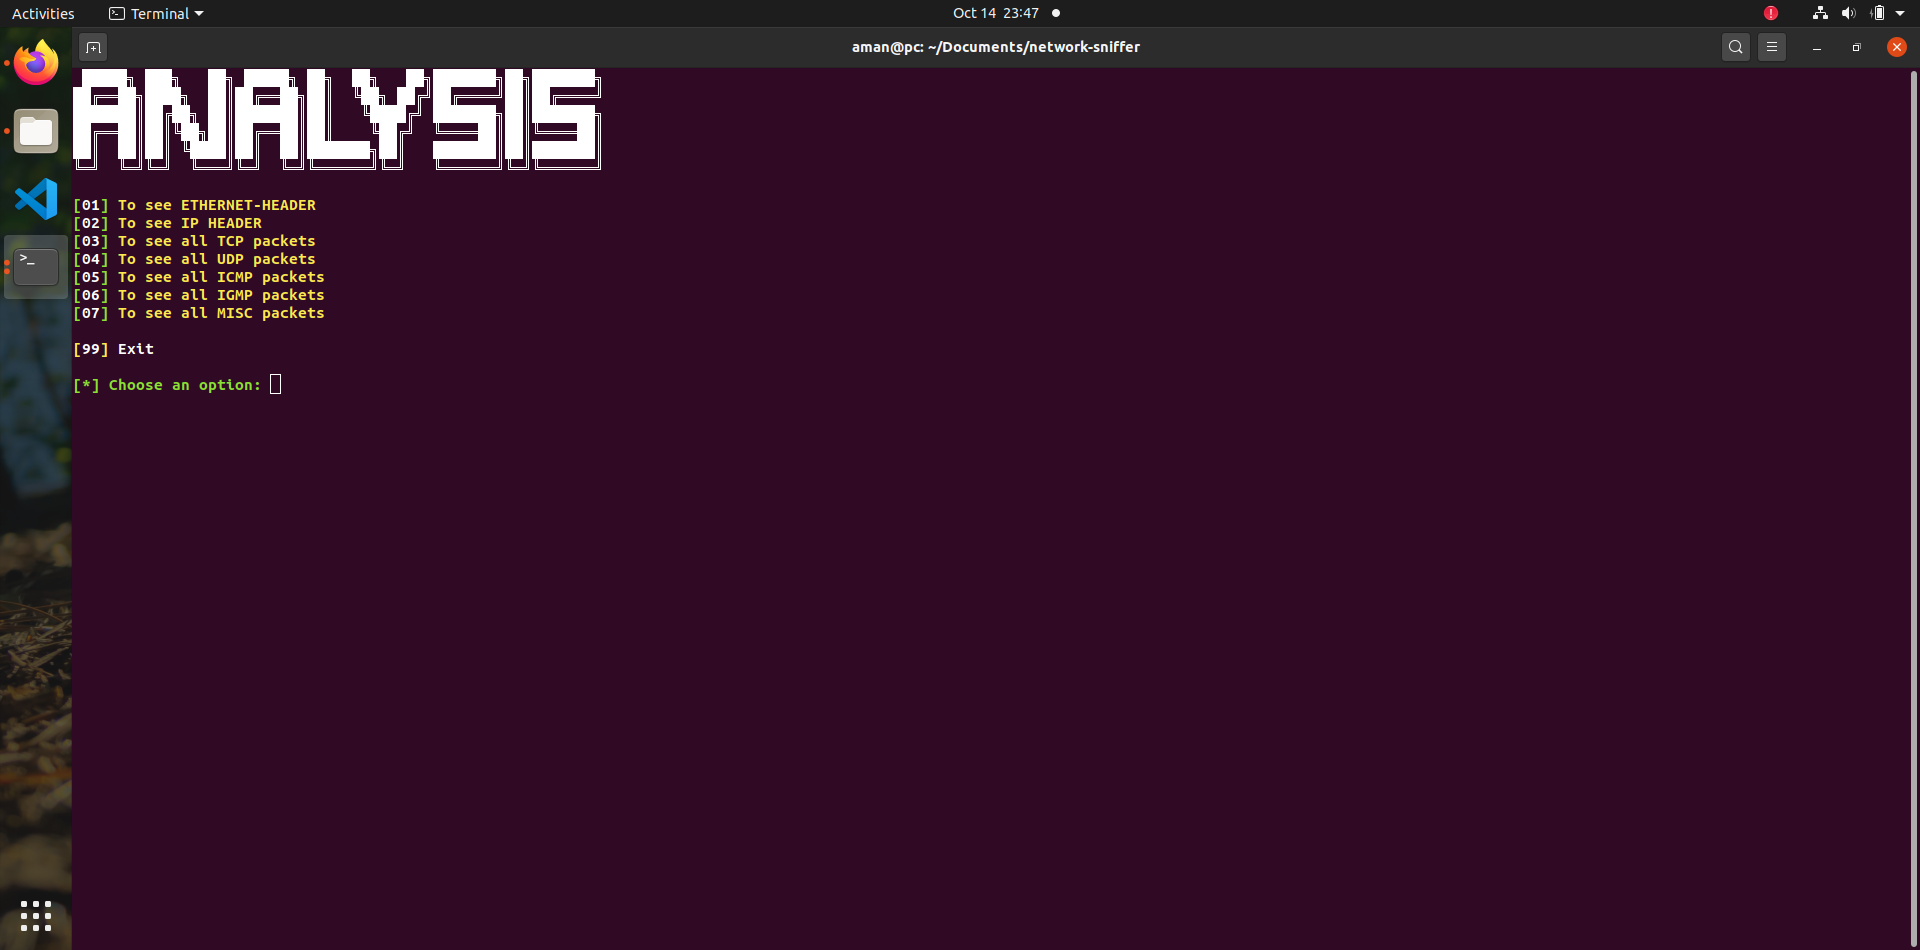 Activities
Terminal
Oct 14 23:47
aman@pc: ~/Documents/network-sniffer
ANALYSIS
[01] To see ETHERNET-HEADER
[02] To see IP HEADER
[03] To see all TCP packets
[04] To see all UDP packets
[05] To see all ICMP packets
[06] To see all IGMP packets
[07] To see all MISC packets
[99] Exit
[*] Choose an option: